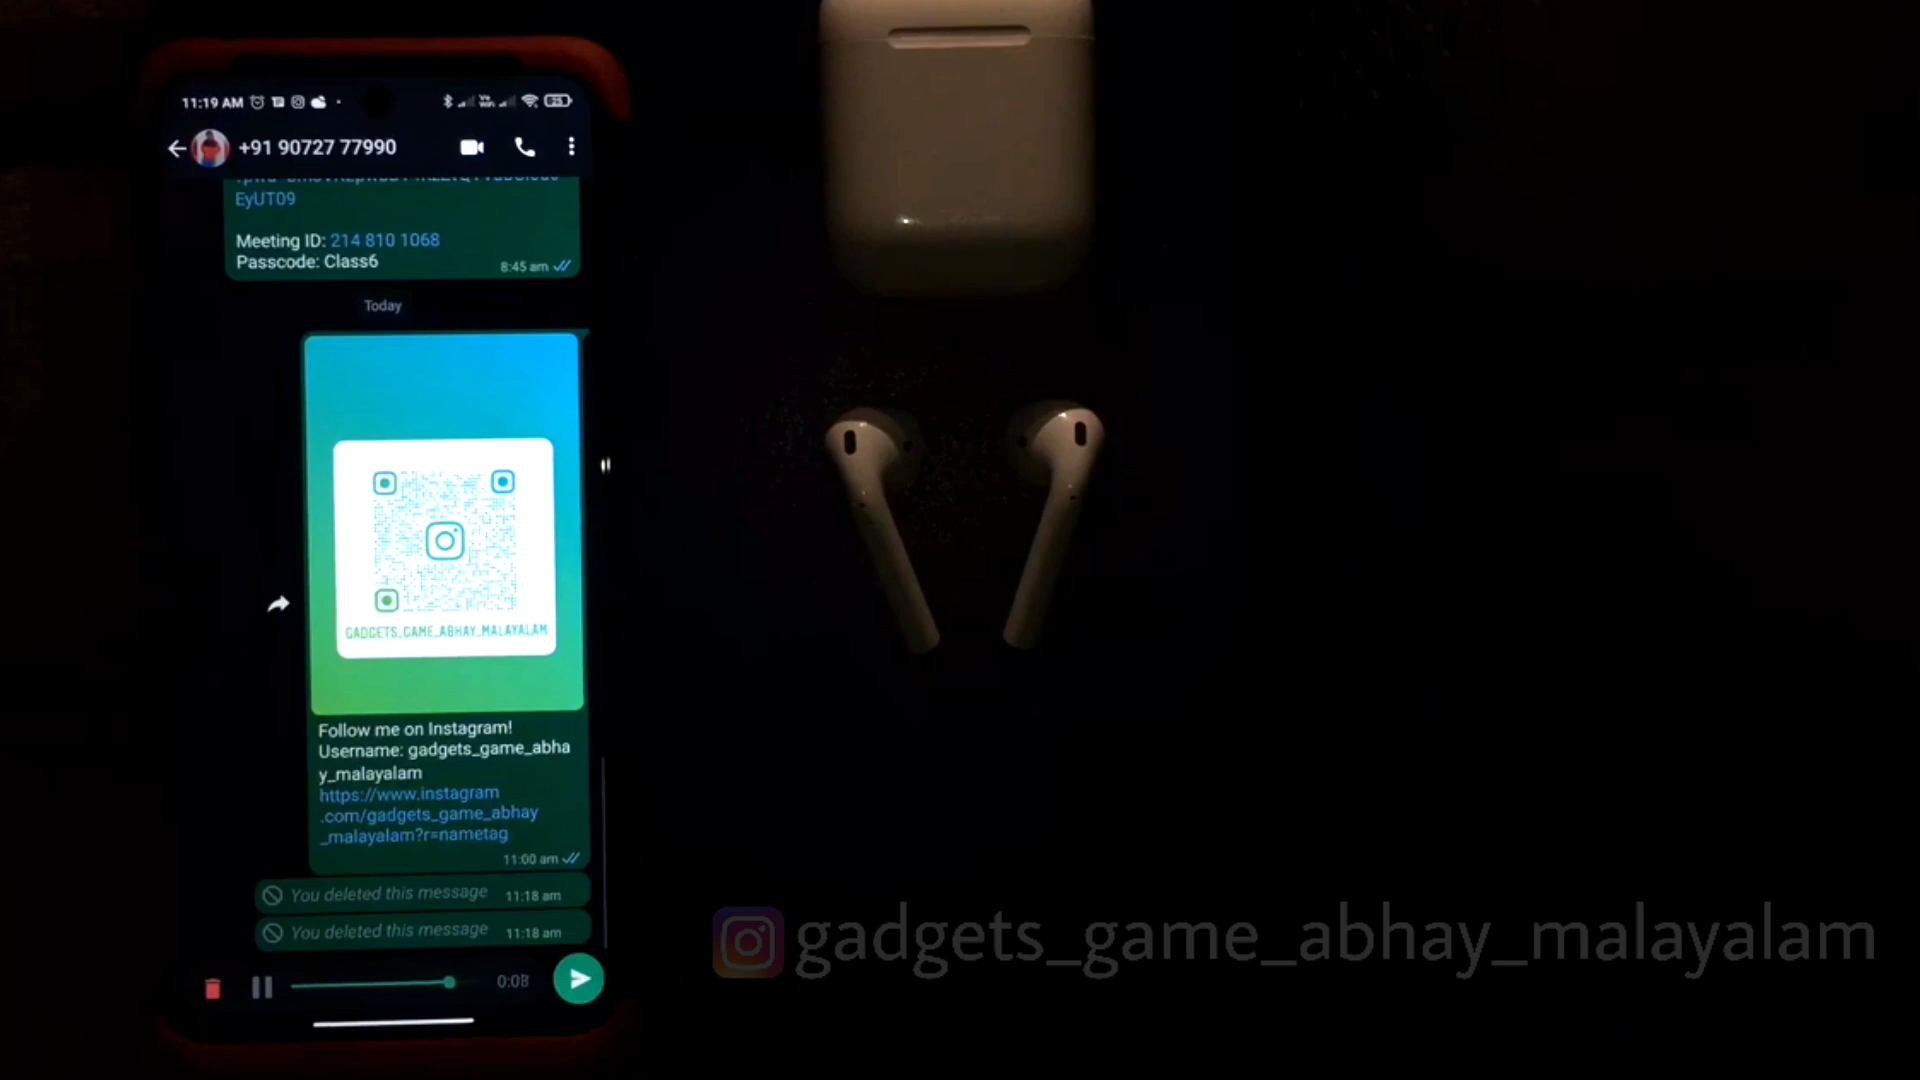 11:19 AM
+91 90727 77990
EyUT09
Meeting ID: 214 810 1068
Passcode: Class6
8:45 am
Today
GADGETS_GAME_ABHAY_MALAYALAM
Follow me on Instagram!
Username: gadgets_game_abha
y_malayalam
https://www.instagram
.com/gadgets_game_abhay
_malayalam?r=nametag
11:00 am
You deleted this message 11:18 am
You deleted this message 11:18 am
0:08
gadgets_game_abhay_malayalam